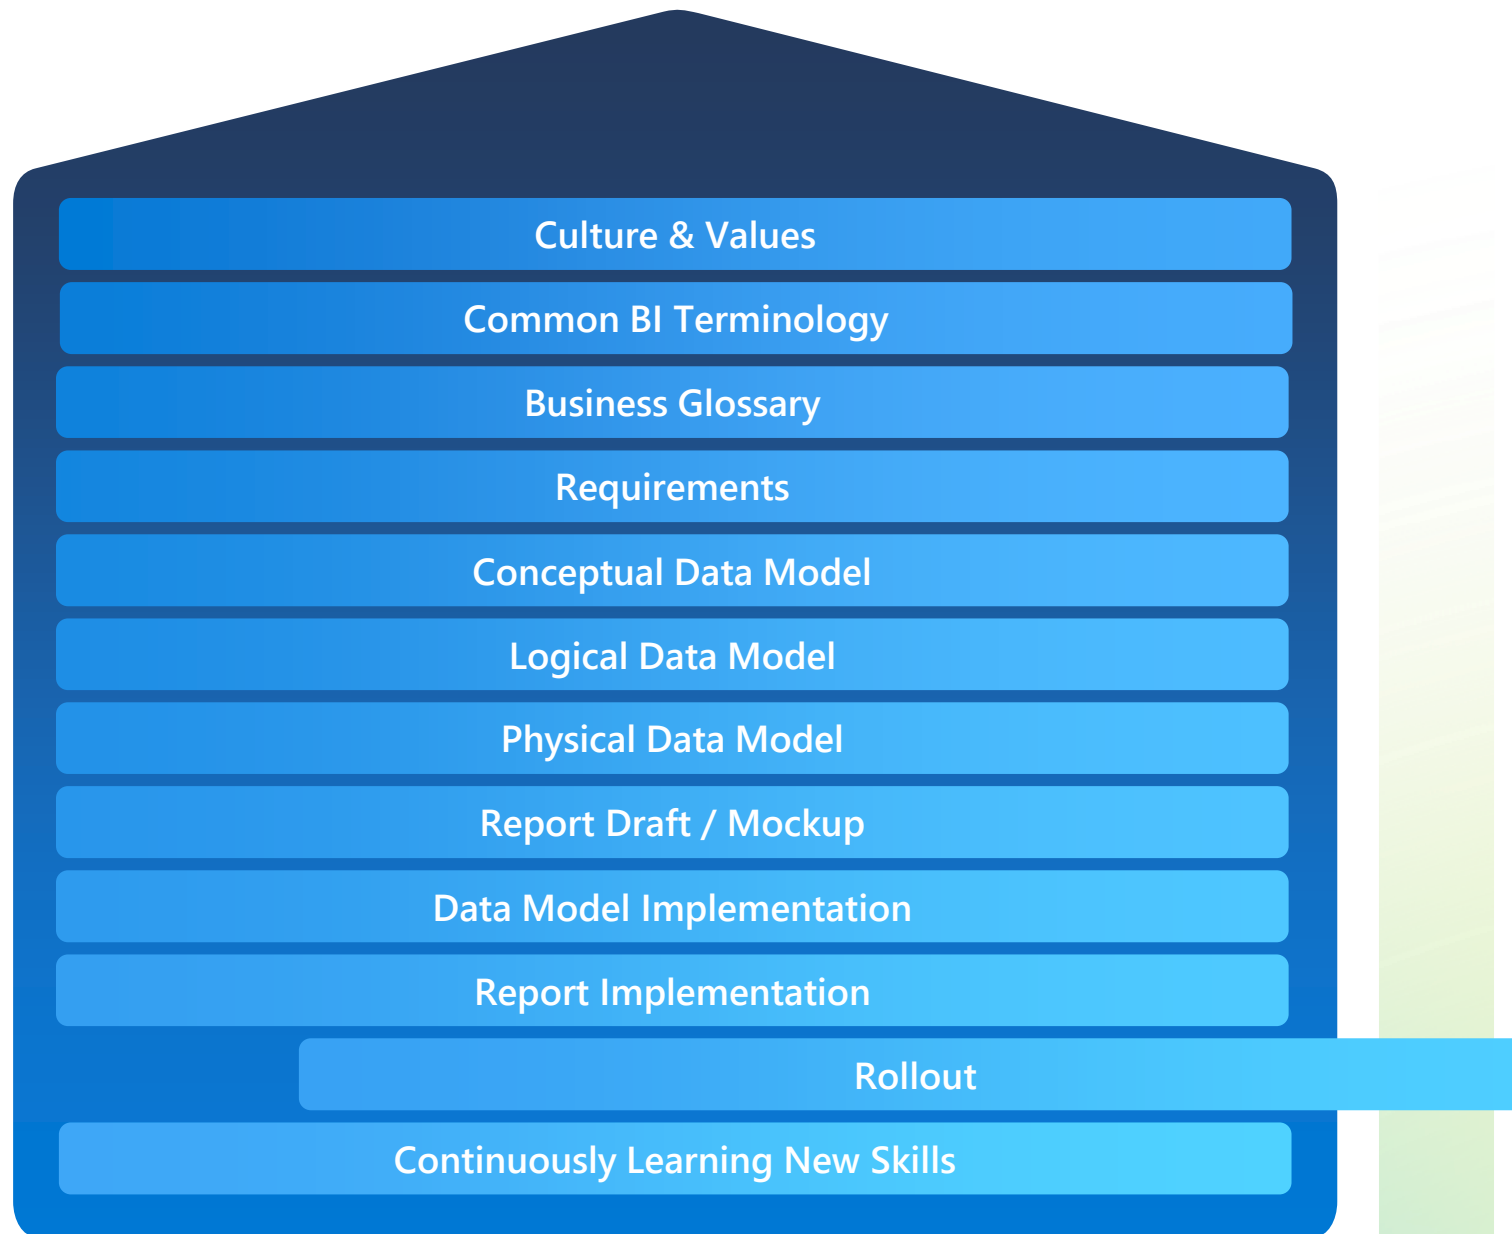 Culture & Values
Common BI Terminology
Business Glossary
Requirements
Conceptual Data Model
Logical Data Model
Physical Data Model
Report Draft / Mockup
Data Model Implementation
Report Implementation
Rollout
Continuously Learning New Skills